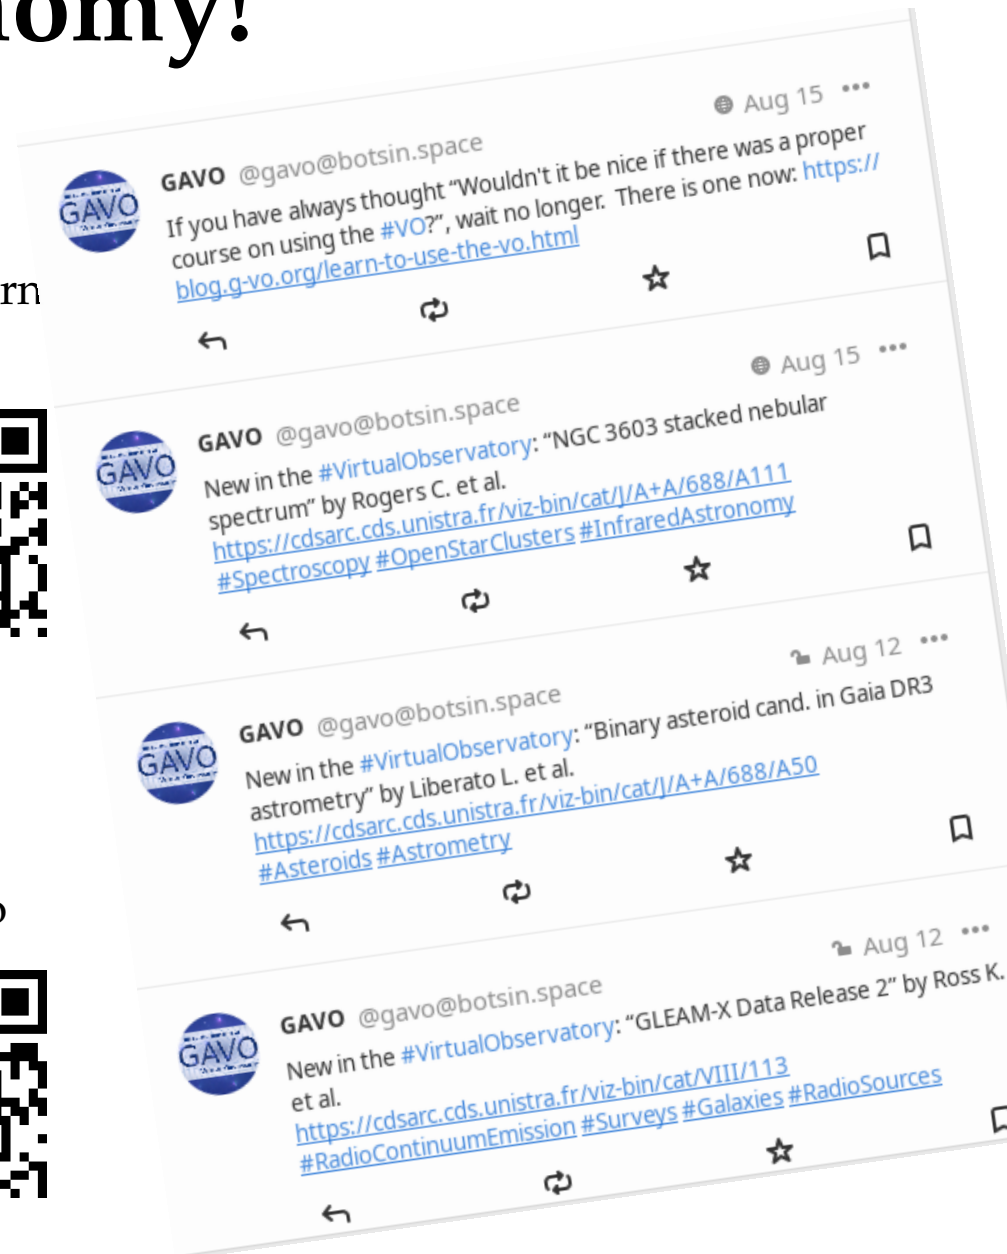 nomy!
GAVO @gavo@botsin.space Aug 15
If you have always thought “Wouldn't it be nice if there was a proper
course on using the #VO?”, wait no longer.  There is one now: https://
blog.g-vo.org/learn-to-use-the-vo.html
rn
GAVO
GAVO @gavo@botsin.space Aug 15
New in the #VirtualObservatory: “NGC 3603 stacked nebular
spectrum” by Rogers C. et al.
https://cdsarc.cds.unistra.fr/viz-bin/cat/J/A+A/688/A111
#Spectroscopy #OpenStarClusters #InfraredAstronomy
GAVO
GAVO @gavo@botsin.space Aug 12
New in the #VirtualObservatory: “Binary asteroid cand. in Gaia DR3
astrometry” by Liberato L. et al.
https://cdsarc.cds.unistra.fr/viz-bin/cat/J/A+A/688/A50
#Asteroids #Astrometry
GAVO
GAVO @gavo@botsin.space Aug 12
New in the #VirtualObservatory: “GLEAM-X Data Release 2” by Ross K.
et al.
https://cdsarc.cds.unistra.fr/viz-bin/cat/VIII/113
#RadioContinuumEmission #Surveys #Galaxies #RadioSources
GAVO